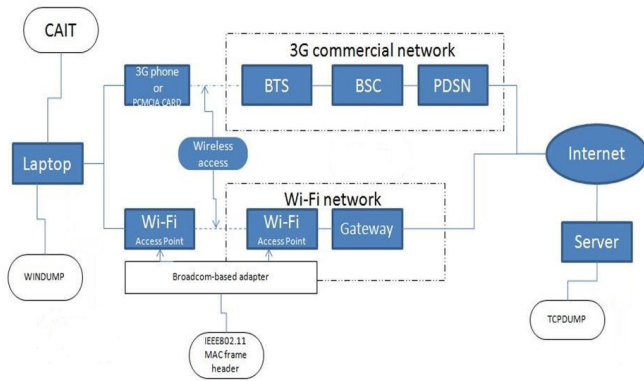 CAIT
3G commercial network
3G phone
or
PCMCIA CARD
BTS
BSC
PDSN
Wireless
access
Laptop
Internet
Wi-Fi network
Wi-Fi
Access Point
Wi-Fi
Access Point
Gateway
Server
WINDUMP
Broadcom-based adapter
TCPDUMP
IEEE802.11
MAC frame
header